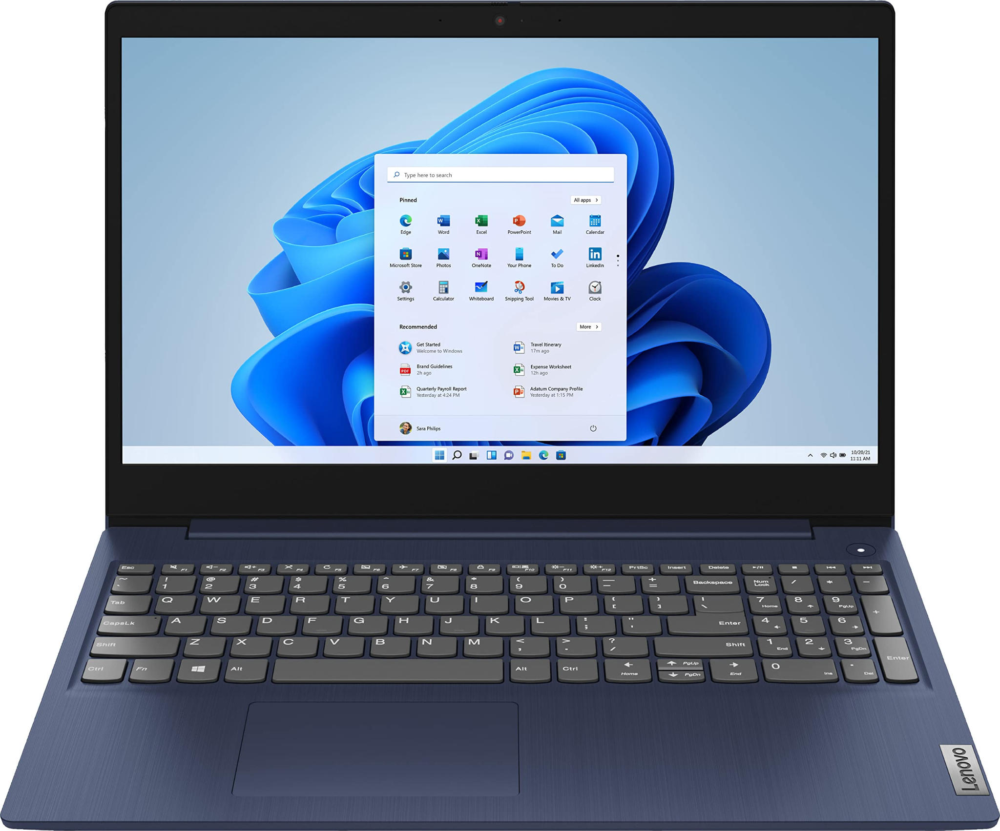 Type here to search
Pinned
All apps >
Edge Word Excel PowerPoint Mail Calendar
Microsoft Store Photos OneNote Your Phone To Do LinkedIn
Settings Calculator Whiteboard Snipping Tool Movies & TV Clock
Recommended
More >
Get Started
Welcome to Windows
Travel Itinerary
17m ago
Brand Guidelines
2h ago
Expense Worksheet
12h ago
Quarterly Payroll Report
Yesterday at 4:24 PM
Adatum Company Profile
Yesterday at 1:15 PM
Sara Philips
10/20/21
11:11 AM
Esc F1 F2 F3 F4 F5 F6 F7 F8 F9 F10 F11 F12 PrtSc Insert Delete
~ ! @ # $ % ^ & * ( ) — +
` 1 2 3 4 5 6 7 8 9 0 - = Backspace Num Lock / * -
Tab Q W E R T Y U I O P { [ } ] | \ 7 Home 8 9 PgUp +
CapsLk A S D F G H J K L : ; " ' Enter 4 5 6
Shift Z X C V B N M < , > . ? / Shift 1 End 2 3 PgDn Enter
Ctrl Fn Alt Alt Ctrl Home PgUp PgDn End 0 Ins . Del
Lenovo